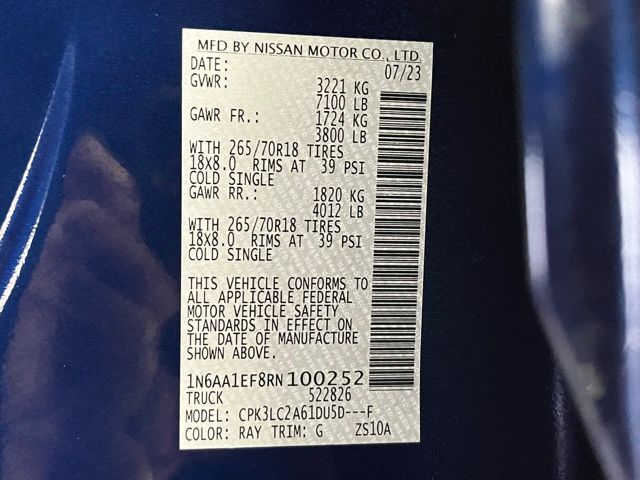 MFD BY NISSAN MOTOR CO., LTD.
DATE: 07/23
GVWR: 3221 KG
7100 LB
GAWR FR.: 1724 KG
3800 LB
WITH 265/70R18 TIRES
18X8.0 RIMS AT 39 PSI
COLD SINGLE
GAWR RR.: 1820 KG
4012 LB
WITH 265/70R18 TIRES
18X8.0 RIMS AT 39 PSI
COLD SINGLE
THIS VEHICLE CONFORMS TO
ALL APPLICABLE FEDERAL
MOTOR VEHICLE SAFETY
STANDARDS IN EFFECT ON
THE DATE OF MANUFACTURE
SHOWN ABOVE.
1N6AA1EF8RN100252
TRUCK 522826
MODEL: CPK3LC2A61DU5D---F
COLOR: RAY TRIM: G ZS10A